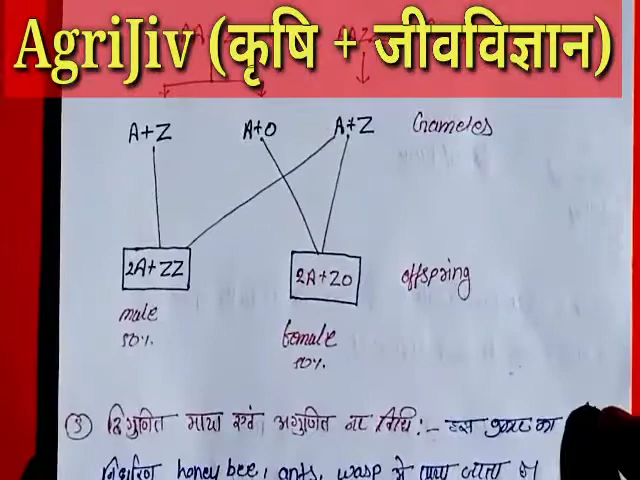 AgriJiv (कृषि + जीवविज्ञान)
A+Z A+O A+Z Gametes
2A+ZZ 2A+ZO offspring
male female
50% 50%
③ द्विगुणित मादा एवं अगुणित नर विधि :- इस प्रकार का
निर्धारण honey bee, ants, wasp में पाया जाता है।